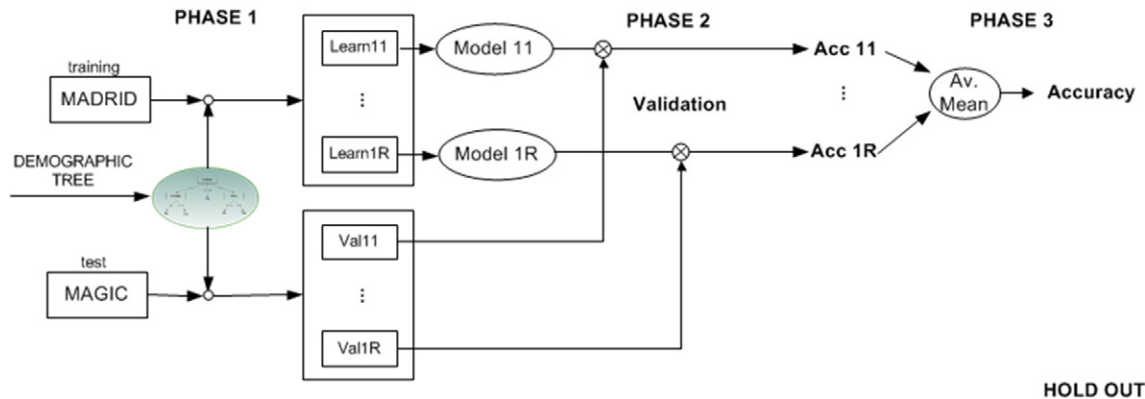 PHASE 1
PHASE 2
PHASE 3
training
MADRID
DEMOGRAPHIC
TREE
test
MAGIC
Learn11
⋮
Learn1R
Val11
⋮
Val1R
Model 11
Model 1R
Validation
Acc 11
⋮
Acc 1R
Av.
Mean
Accuracy
HOLD OUT